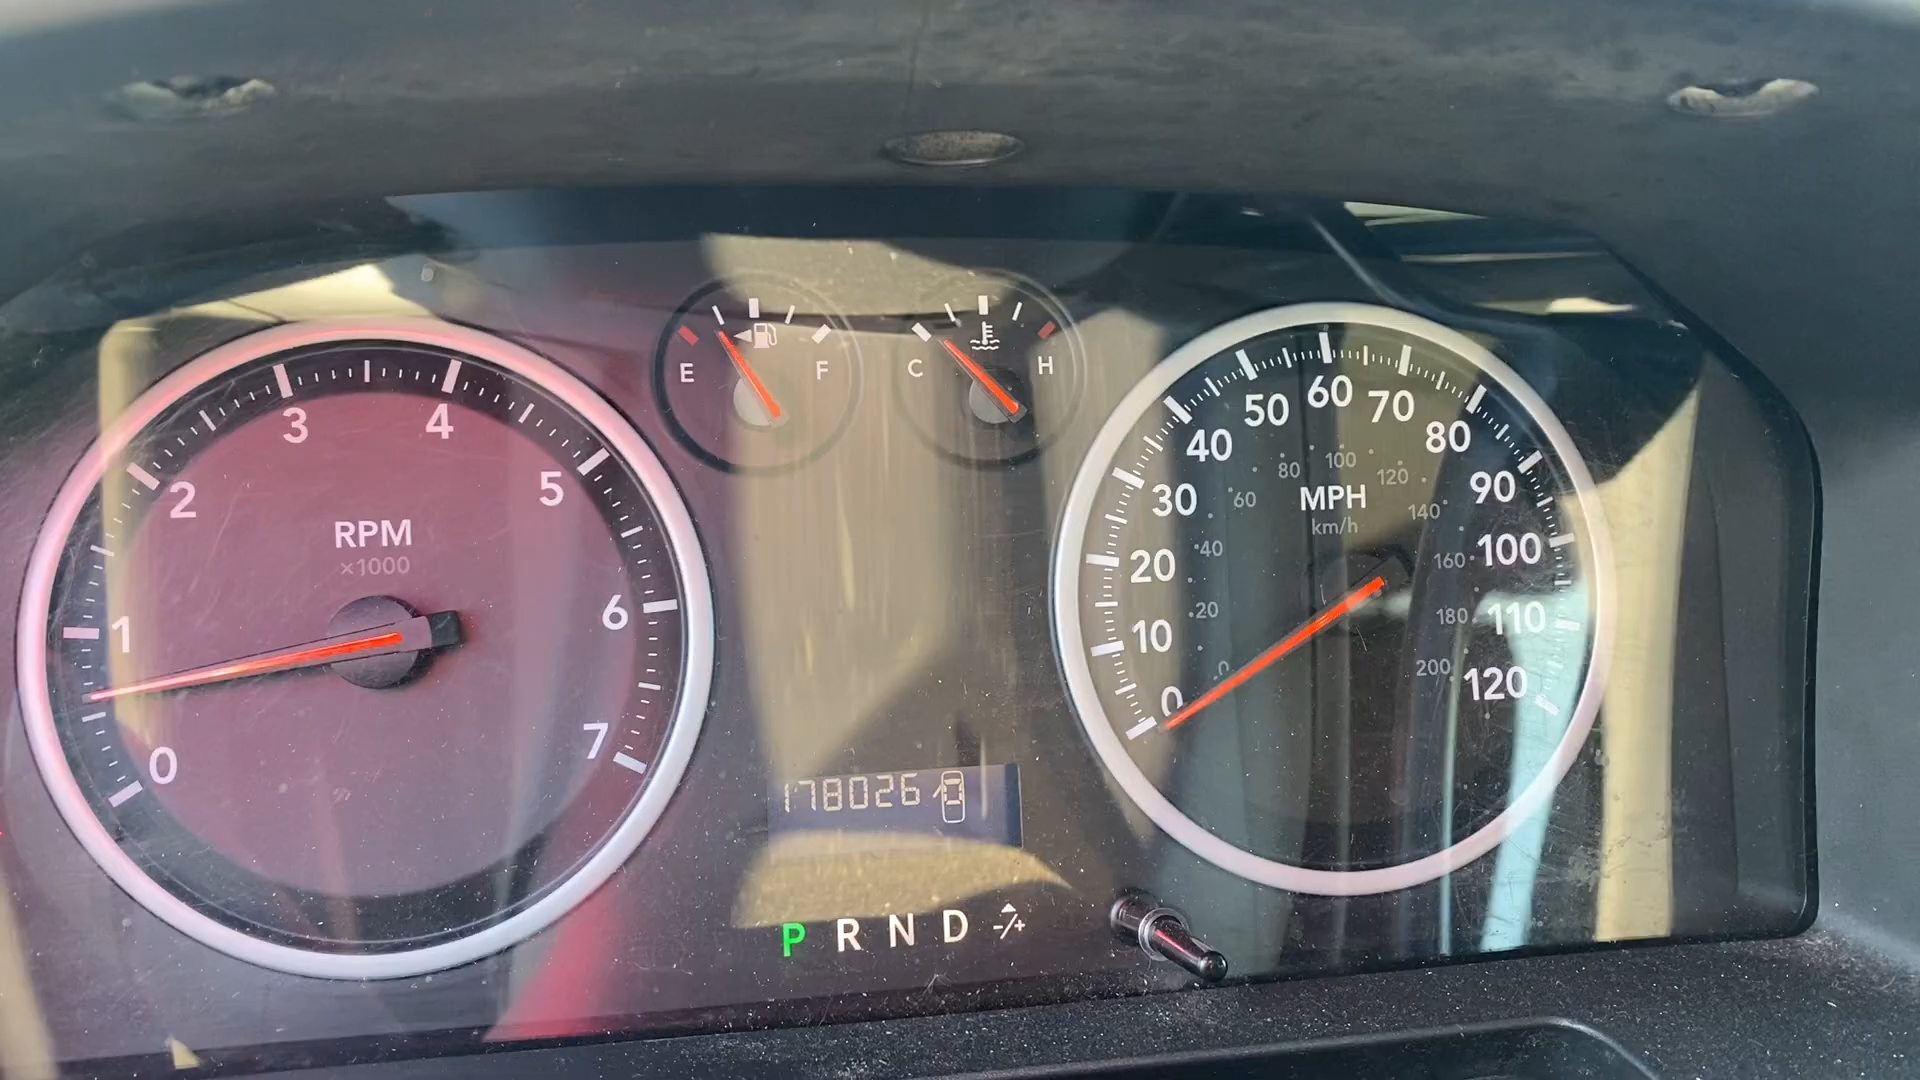 E F
C H
0 1 2 3 4 5 6 7
RPM
×1000
0 10 20 30 40 50 60 70 80 90 100 110 120
0 20 40 60 80 100 120 140 160 180 200
MPH
km/h
178026
P R N D -/+